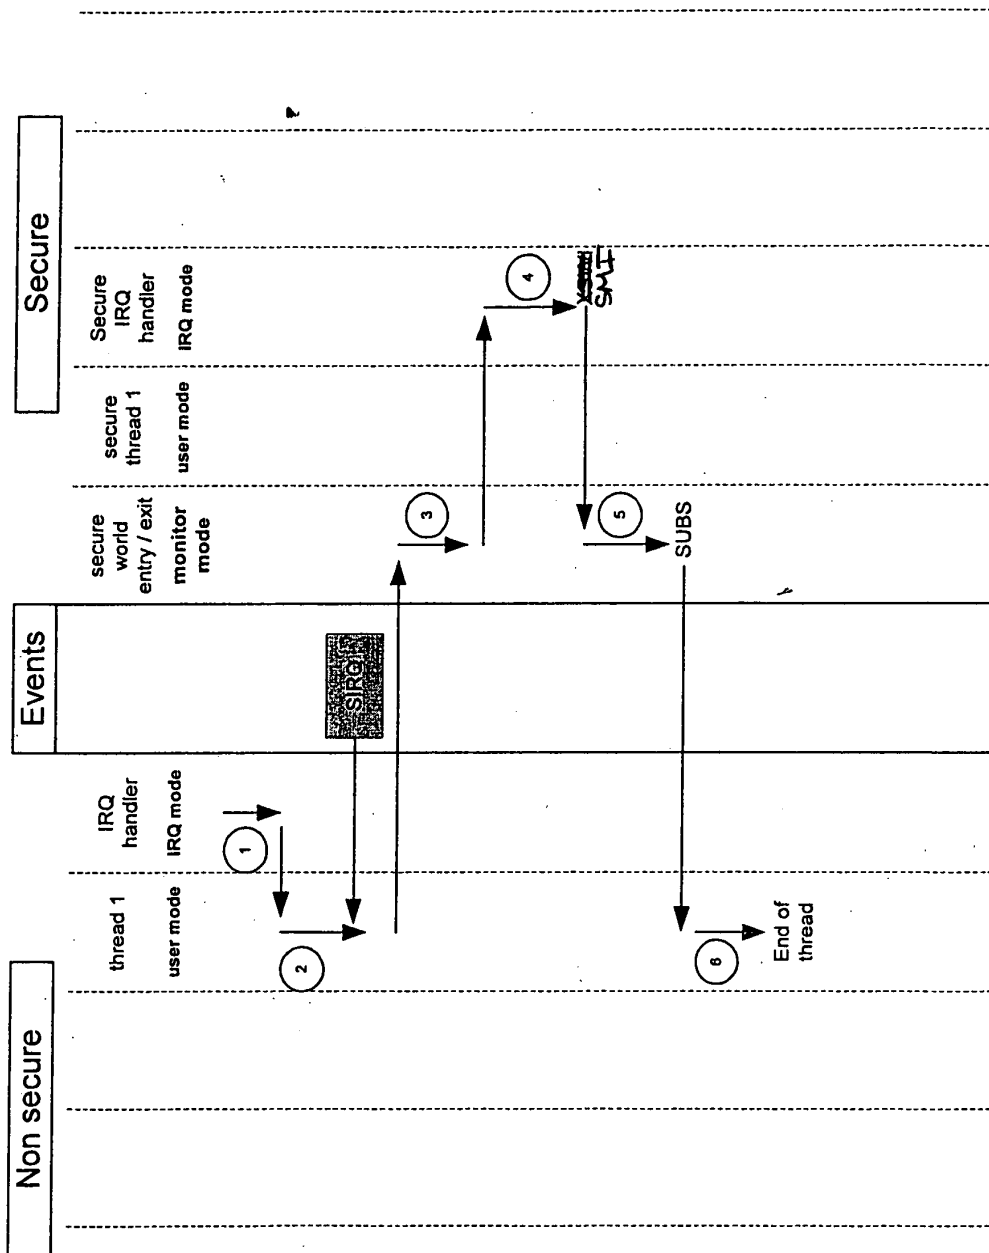 Non secure
Events
Secure
thread 1
user mode
IRQ
handler
IRQ mode
secure
world
entry / exit
monitor
mode
secure
thread 1
user mode
Secure
IRQ
handler
IRQ mode
1
2
SIRQ
3
4
SMI
5
SUBS
6
End of
thread